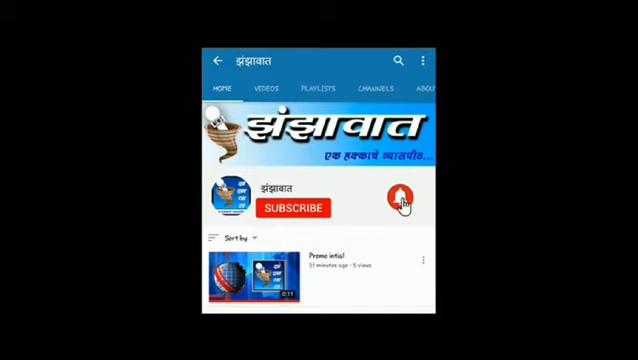 झंझावात
HOME VIDEOS PLAYLISTS CHANNELS ABOU
झंझावात
एक हक्काचे व्यासपीठ...
झंझावात
SUBSCRIBE
Sort by
Promo intial
31 minutes ago • 5 views
0:11